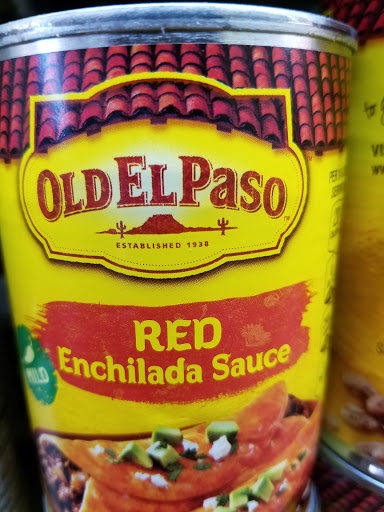 OLD EL PASO
ESTABLISHED 1938
RED
Enchilada Sauce
MILD